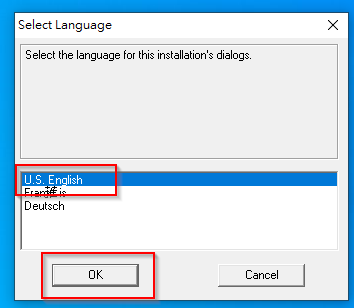 Select Language
Select the language for this installation's dialogs.
U.S. English
Fran蓷is
Deutsch
OK
Cancel